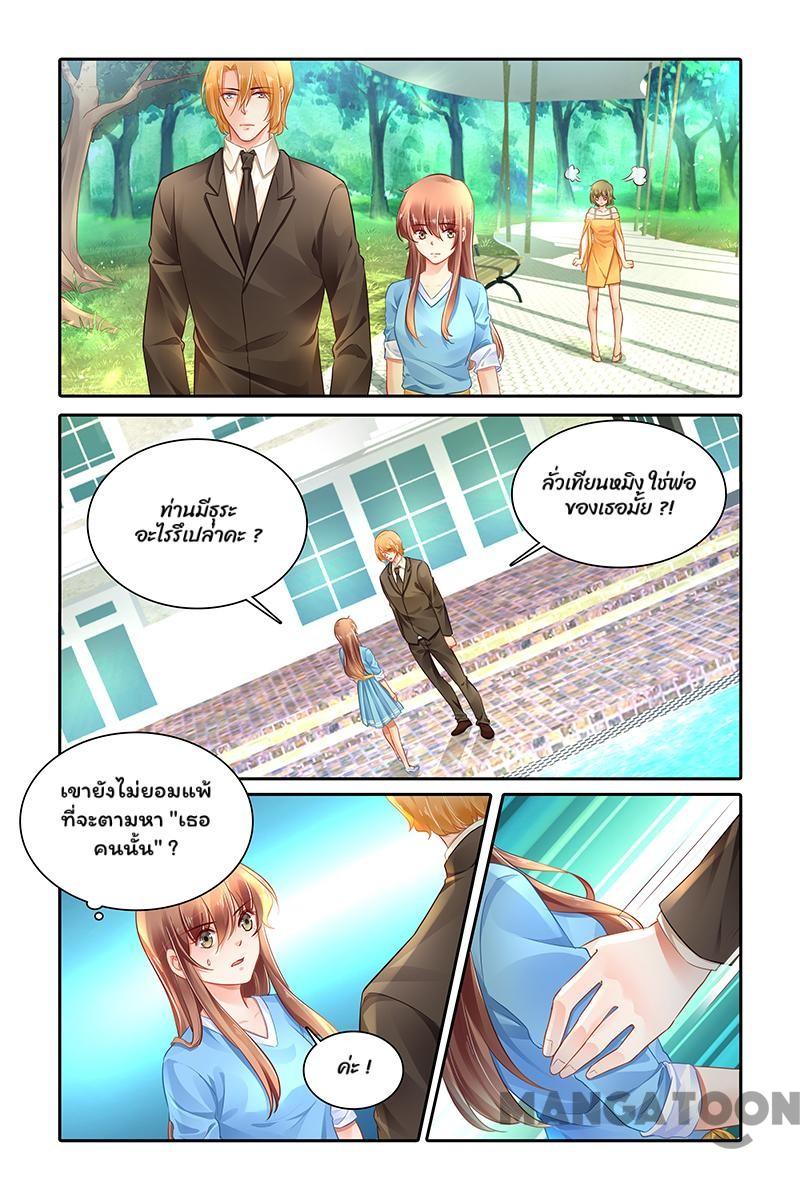 ท่านมีธุระ
อะไรรึเปล่าคะ ?
ลั่วเทียนหมิง ใช่พ่อ
ของเธอมั้ย ?!
เขายังไม่ยอมแพ้
ที่จะตามหา "เธอ
คนนั้น" ?
ค่ะ !
MANGATOON